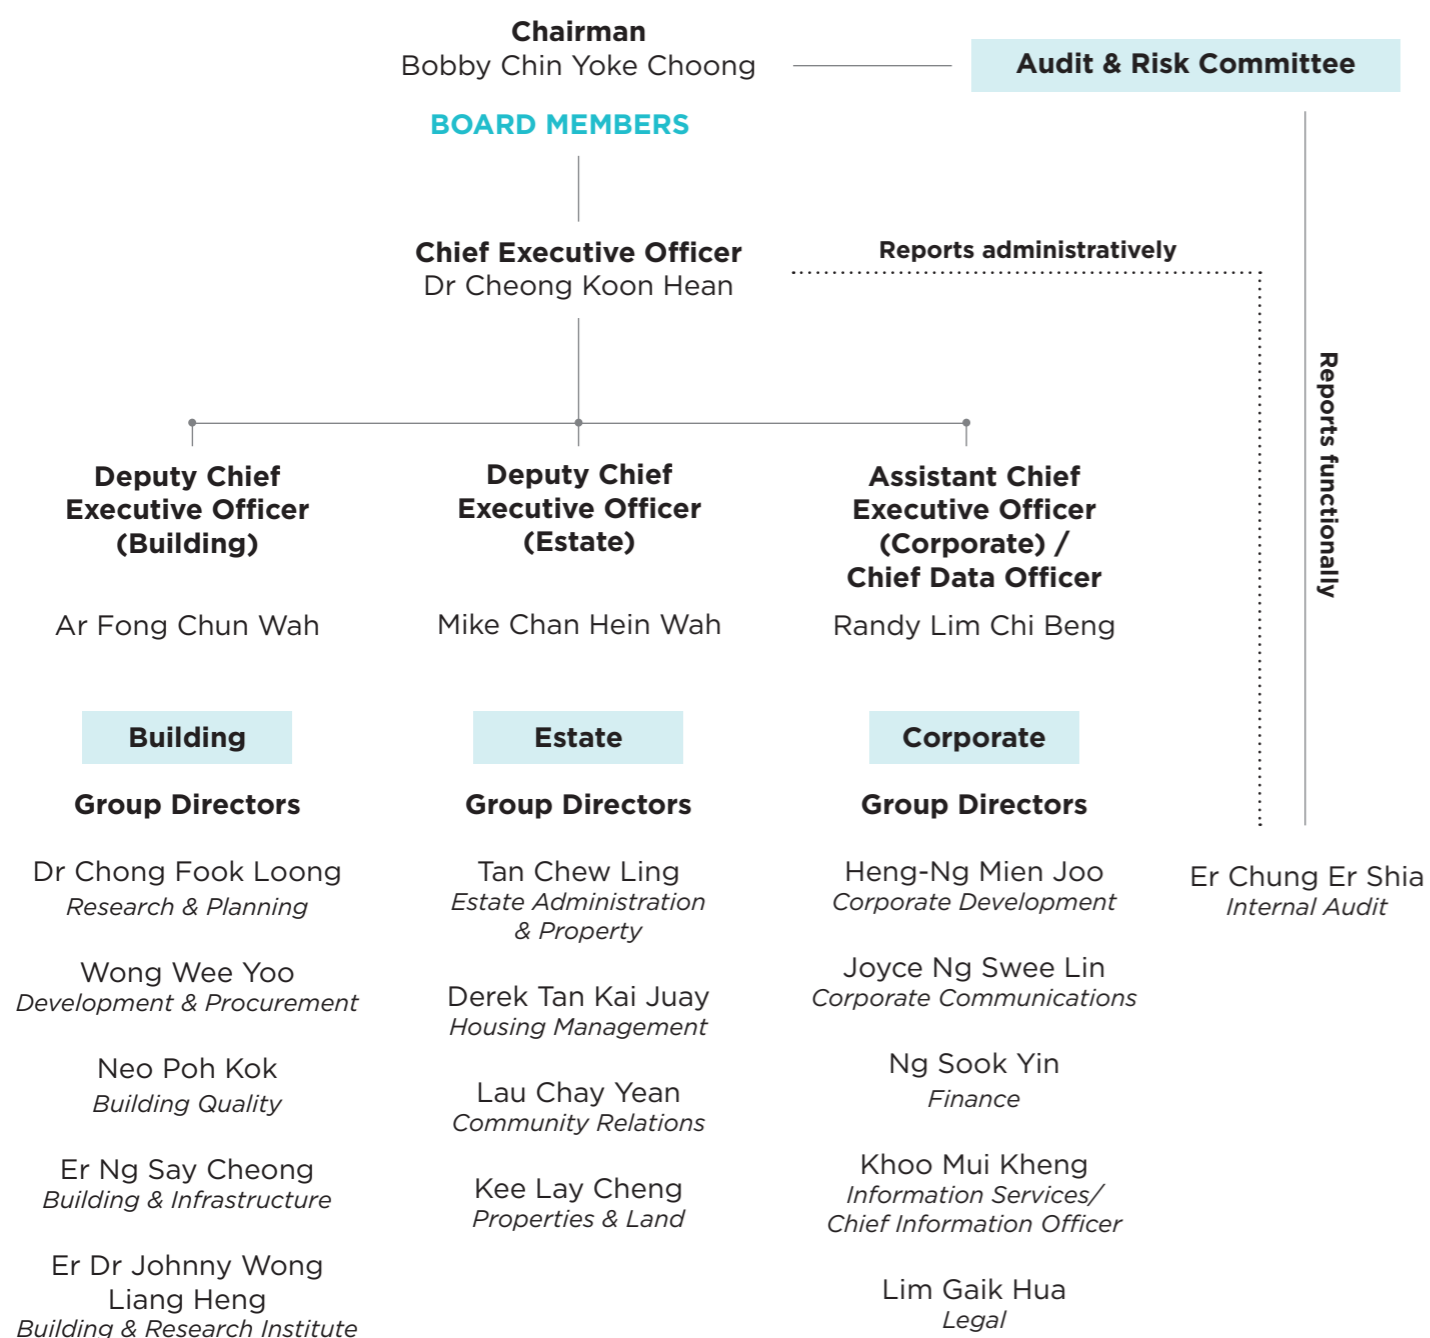 Chairman
Bobby Chin Yoke Choong
Audit & Risk Committee
BOARD MEMBERS
Chief Executive Officer
Dr Cheong Koon Hean
Reports administratively
Reports functionally
Deputy Chief
Executive Officer
(Building)
Ar Fong Chun Wah
Deputy Chief
Executive Officer
(Estate)
Mike Chan Hein Wah
Assistant Chief
Executive Officer
(Corporate) /
Chief Data Officer
Randy Lim Chi Beng
Building
Group Directors
Dr Chong Fook Loong
Research & Planning
Wong Wee Yoo
Development & Procurement
Neo Poh Kok
Building Quality
Er Ng Say Cheong
Building & Infrastructure
Er Dr Johnny Wong
Liang Heng
Building & Research Institute
Estate
Group Directors
Tan Chew Ling
Estate Administration
& Property
Derek Tan Kai Juay
Housing Management
Lau Chay Yean
Community Relations
Kee Lay Cheng
Properties & Land
Corporate
Group Directors
Heng-Ng Mien Joo
Corporate Development
Joyce Ng Swee Lin
Corporate Communications
Ng Sook Yin
Finance
Khoo Mui Kheng
Information Services/
Chief Information Officer
Lim Gaik Hua
Legal
Er Chung Er Shia
Internal Audit